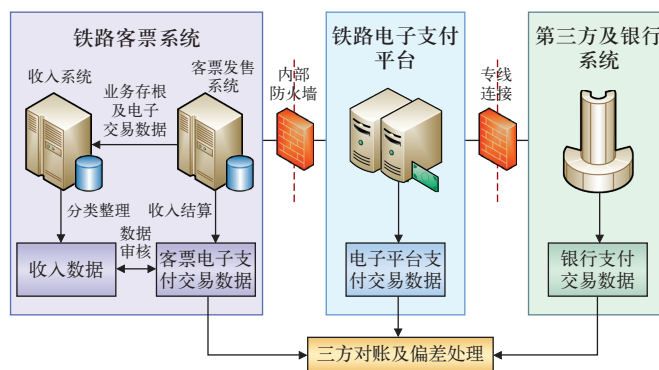 铁路客票系统
收入系统
业务存根
及电子
交易数据
客票发售
系统
分类整理
收入结算
收入数据
数据
审核
客票电子支
付交易数据
内部
防火墙
铁路电子支付
平台
电子平台支
付交易数据
专线
连接
第三方及银行
系统
银行支付
交易数据
三方对账及偏差处理